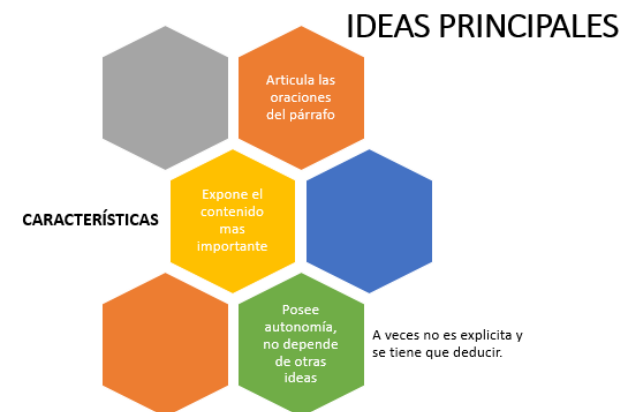 IDEAS PRINCIPALES
Articula las
oraciones
del párrafo
CARACTERÍSTICAS
Expone el
contenido
mas
importante
Posee
autonomía,
no depende
de otras
ideas
A veces no es explicita y
se tiene que deducir.